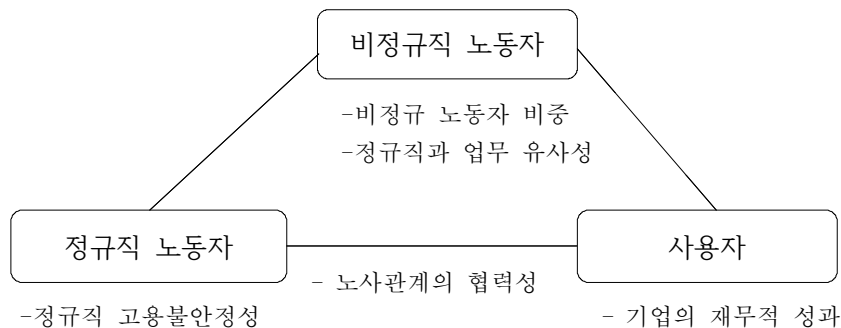 비정규직 노동자
-비정규 노동자 비중
-정규직과 업무 유사성
정규직 노동자
사용자
- 노사관계의 협력성
-정규직 고용불안정성
- 기업의 재무적 성과